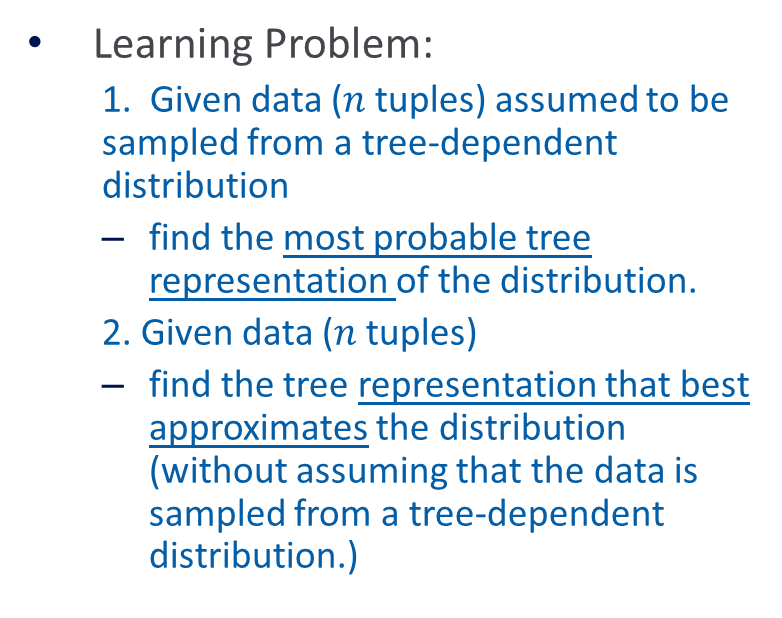 • Learning Problem:
1. Given data (n tuples) assumed to be
sampled from a tree-dependent
distribution
– find the most probable tree
representation of the distribution.
2. Given data (n tuples)
– find the tree representation that best
approximates the distribution
(without assuming that the data is
sampled from a tree-dependent
distribution.)